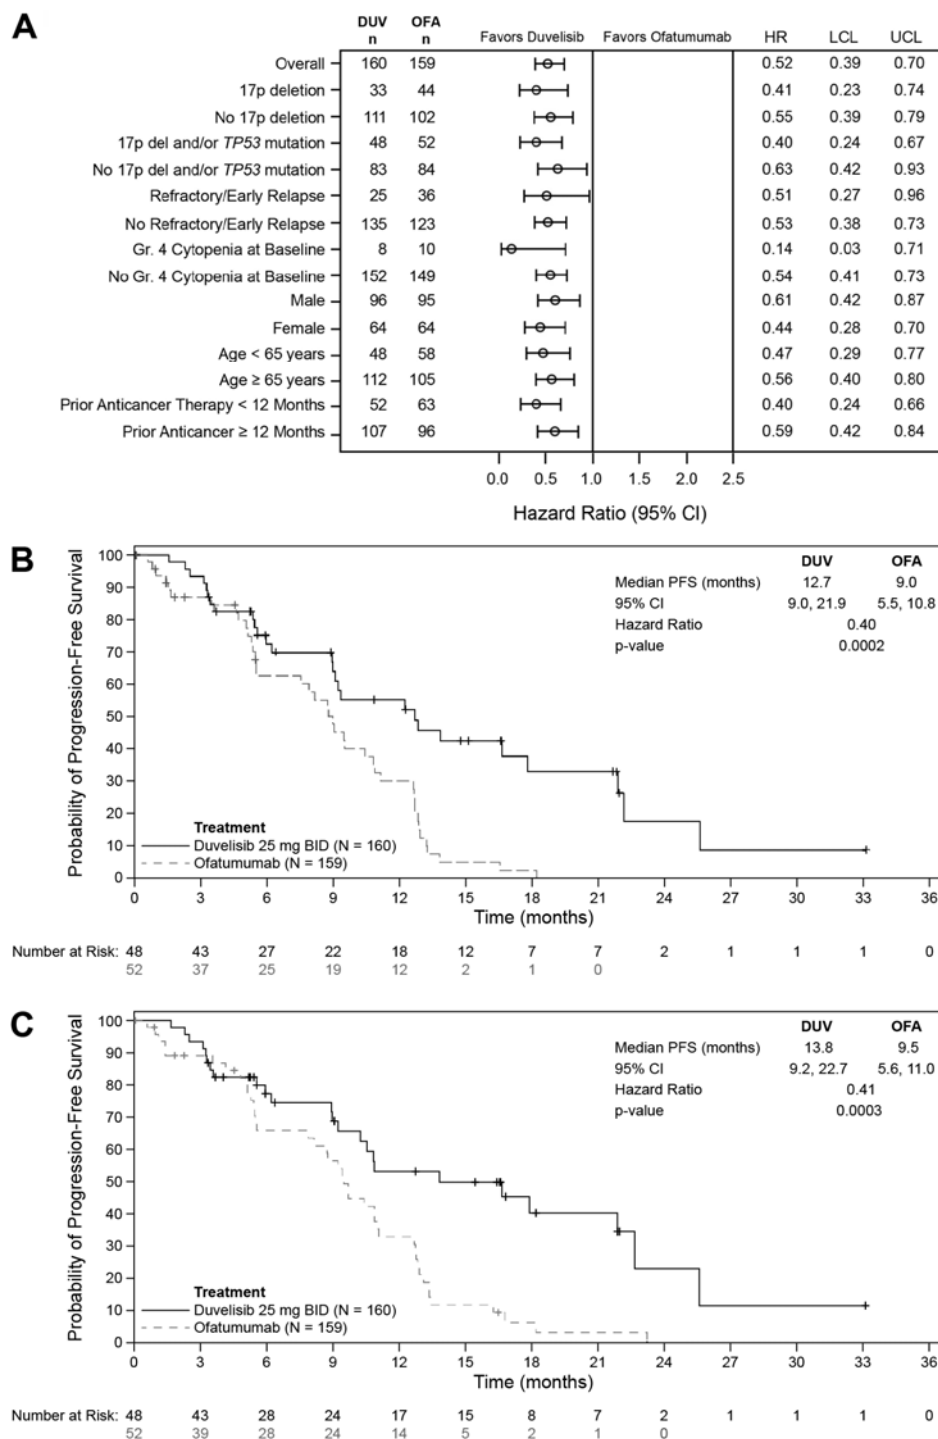 A
DUV OFA
n n Favors Duvelisib Favors Ofatumumab HR LCL UCL
Overall 160 159 0.52 0.39 0.70
17p deletion 33 44 0.41 0.23 0.74
No 17p deletion 111 102 0.55 0.39 0.79
17p del and/or TP53 mutation 48 52 0.40 0.24 0.67
No 17p del and/or TP53 mutation 83 84 0.63 0.42 0.93
Refractory/Early Relapse 25 36 0.51 0.27 0.96
No Refractory/Early Relapse 135 123 0.53 0.38 0.73
Gr. 4 Cytopenia at Baseline 8 10 0.14 0.03 0.71
No Gr. 4 Cytopenia at Baseline 152 149 0.54 0.41 0.73
Male 96 95 0.61 0.42 0.87
Female 64 64 0.44 0.28 0.70
Age < 65 years 48 58 0.47 0.29 0.77
Age ≥ 65 years 112 105 0.56 0.40 0.80
Prior Anticancer Therapy < 12 Months 52 63 0.40 0.24 0.66
Prior Anticancer ≥ 12 Months 107 96 0.59 0.42 0.84
0.0 0.5 1.0 1.5 2.0 2.5
Hazard Ratio (95% CI)
B
Probability of Progression-Free Survival
100
90
80
70
60
50
40
30
20
10
0
DUV OFA
Median PFS (months) 12.7 9.0
95% CI 9.0, 21.9 5.5, 10.8
Hazard Ratio 0.40
p-value 0.0002
Treatment
Duvelisib 25 mg BID (N = 160)
Ofatumumab (N = 159)
0 3 6 9 12 15 18 21 24 27 30 33 36
Time (months)
Number at Risk: 48 43 27 22 18 12 7 7 2 1 1 1 0
52 37 25 19 12 2 1 0
C
Probability of Progression-Free Survival
100
90
80
70
60
50
40
30
20
10
0
DUV OFA
Median PFS (months) 13.8 9.5
95% CI 9.2, 22.7 5.6, 11.0
Hazard Ratio 0.41
p-value 0.0003
Treatment
Duvelisib 25 mg BID (N = 160)
Ofatumumab (N = 159)
0 3 6 9 12 15 18 21 24 27 30 33 36
Time (months)
Number at Risk: 48 43 28 24 17 15 8 7 2 1 1 1 0
52 39 28 24 14 5 2 1 0